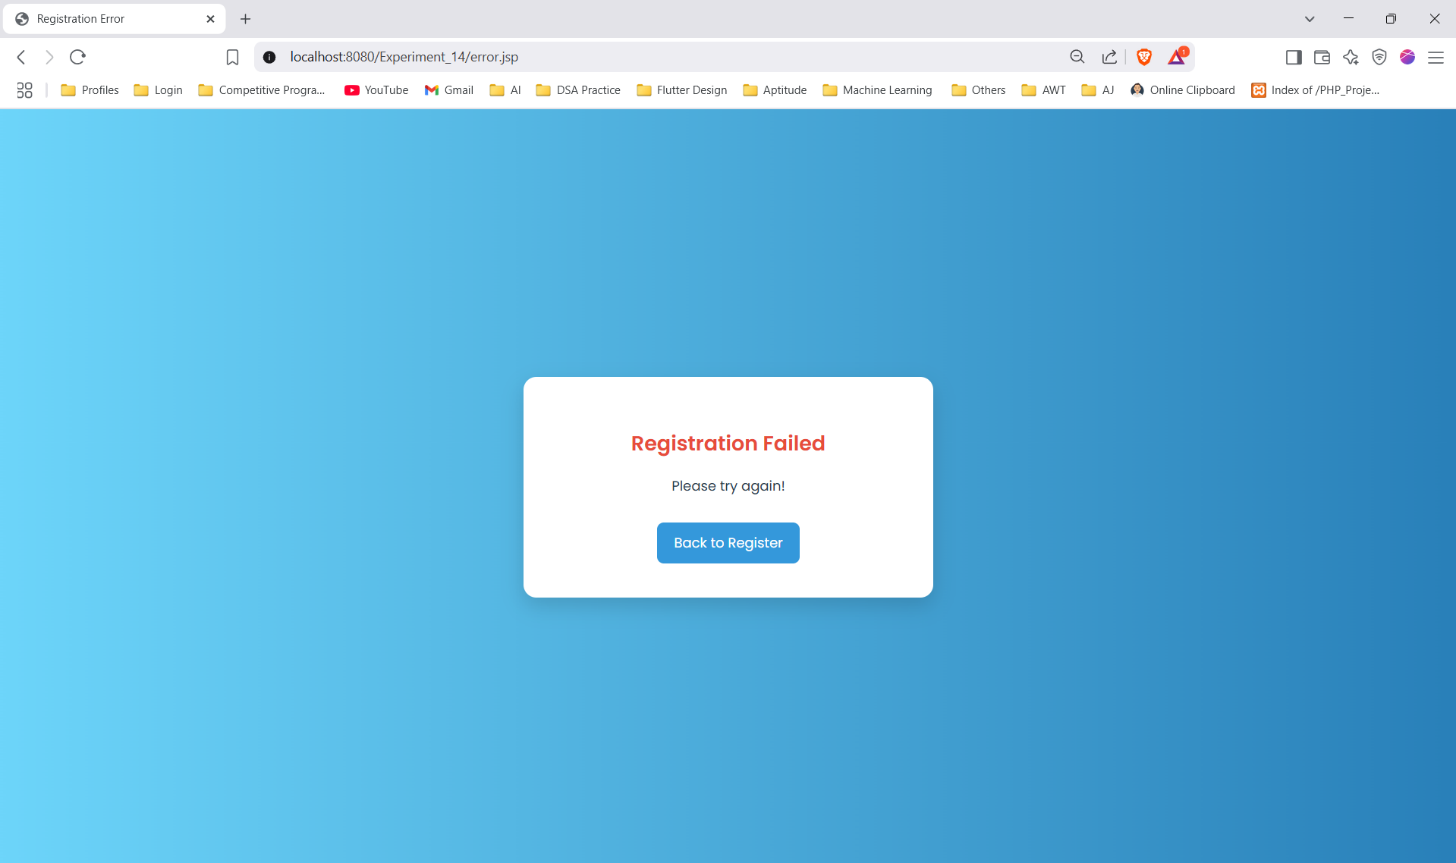 Registration Error
localhost:8080/Experiment_14/error.jsp
1
Profiles Login Competitive Progra... YouTube Gmail AI DSA Practice Flutter Design Aptitude Machine Learning Others AWT AJ Online Clipboard Index of /PHP_Proje...
Registration Failed
Please try again!
Back to Register